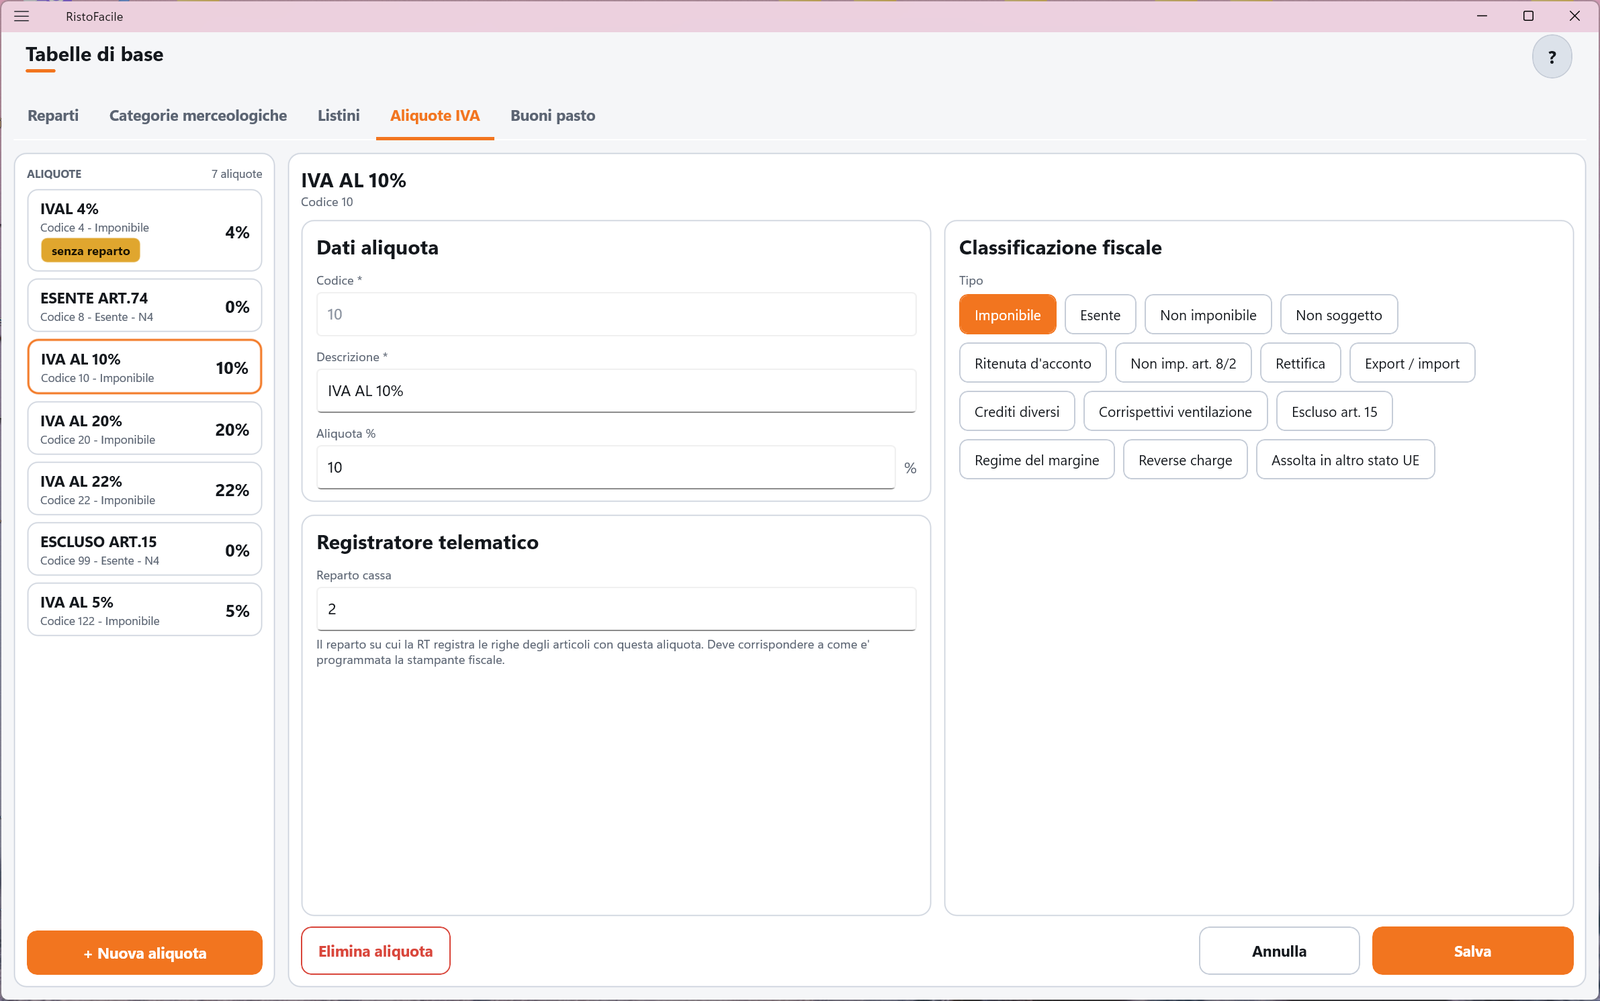 RistoFacile
Tabelle di base
?
Reparti
Categorie merceologiche
Listini
Aliquote IVA
Buoni pasto
ALIQUOTE
7 aliquote
IVAL 4%
Codice 4 - Imponibile
senza reparto
4%
ESENTE ART.74
Codice 8 - Esente - N4
0%
IVA AL 10%
Codice 10 - Imponibile
10%
IVA AL 20%
Codice 20 - Imponibile
20%
IVA AL 22%
Codice 22 - Imponibile
22%
ESCLUSO ART.15
Codice 99 - Esente - N4
0%
IVA AL 5%
Codice 122 - Imponibile
5%
+ Nuova aliquota
IVA AL 10%
Codice 10
Dati aliquota
Codice *
10
Descrizione *
IVA AL 10%
Aliquota %
10
%
Registratore telematico
Reparto cassa
2
Il reparto su cui la RT registra le righe degli articoli con questa aliquota. Deve corrispondere a come e'
programmata la stampante fiscale.
Classificazione fiscale
Tipo
Imponibile
Esente
Non imponibile
Non soggetto
Ritenuta d'acconto
Non imp. art. 8/2
Rettifica
Export / import
Crediti diversi
Corrispettivi ventilazione
Escluso art. 15
Regime del margine
Reverse charge
Assolta in altro stato UE
Elimina aliquota
Annulla
Salva